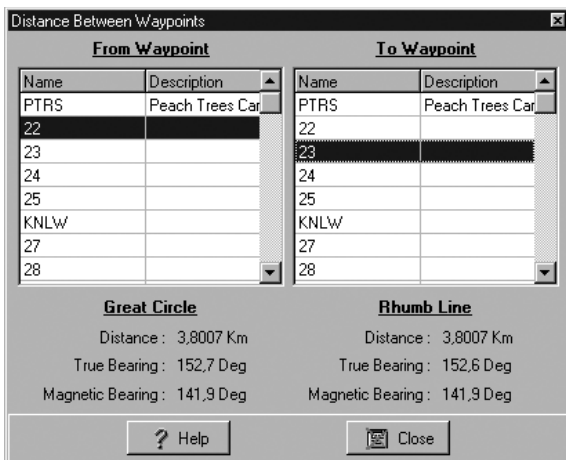 Distance Between Waypoints
From Waypoint
Name Description
PTRS Peach Trees Car
22
23
24
25
KNLW
27
28
To Waypoint
Name Description
PTRS Peach Trees Car
22
23
24
25
KNLW
27
28
Great Circle
Distance : 3,8007 Km
True Bearing : 152,7 Deg
Magnetic Bearing : 141,9 Deg
Rhumb Line
Distance : 3,8007 Km
True Bearing : 152,6 Deg
Magnetic Bearing : 141,9 Deg
? Help
Close